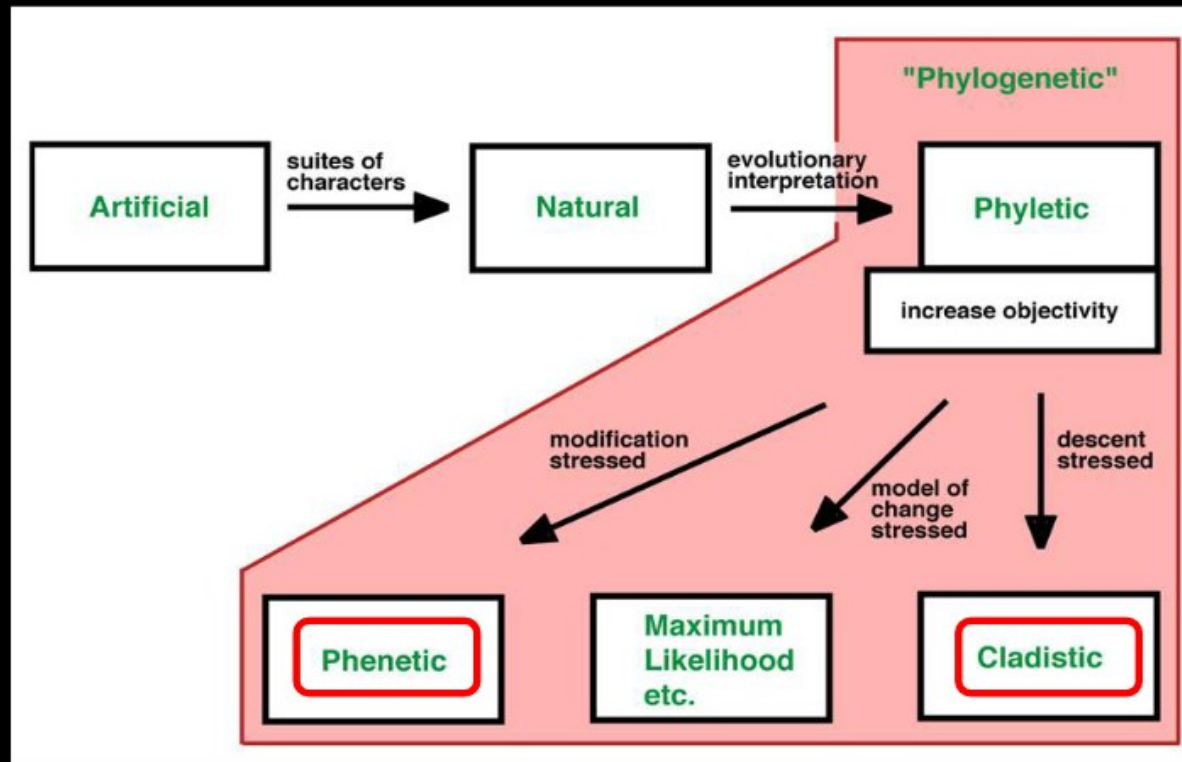 "Phylogenetic"
Artificial
suites of
characters
Natural
evolutionary
interpretation
Phyletic
increase objectivity
modification
stressed
model of
change
stressed
descent
stressed
Phenetic
Maximum
Likelihood
etc.
Cladistic